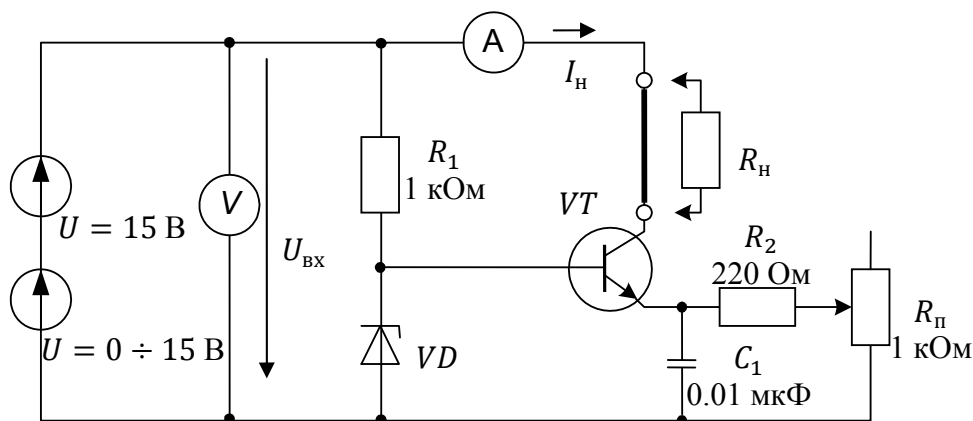 A
I_н
R_1
1 кОм
R_н
V
VT
U = 15 В
U_вх
R_2
220 Ом
R_п
1 кОм
U = 0 ÷ 15 В
VD
C_1
0.01 мкФ